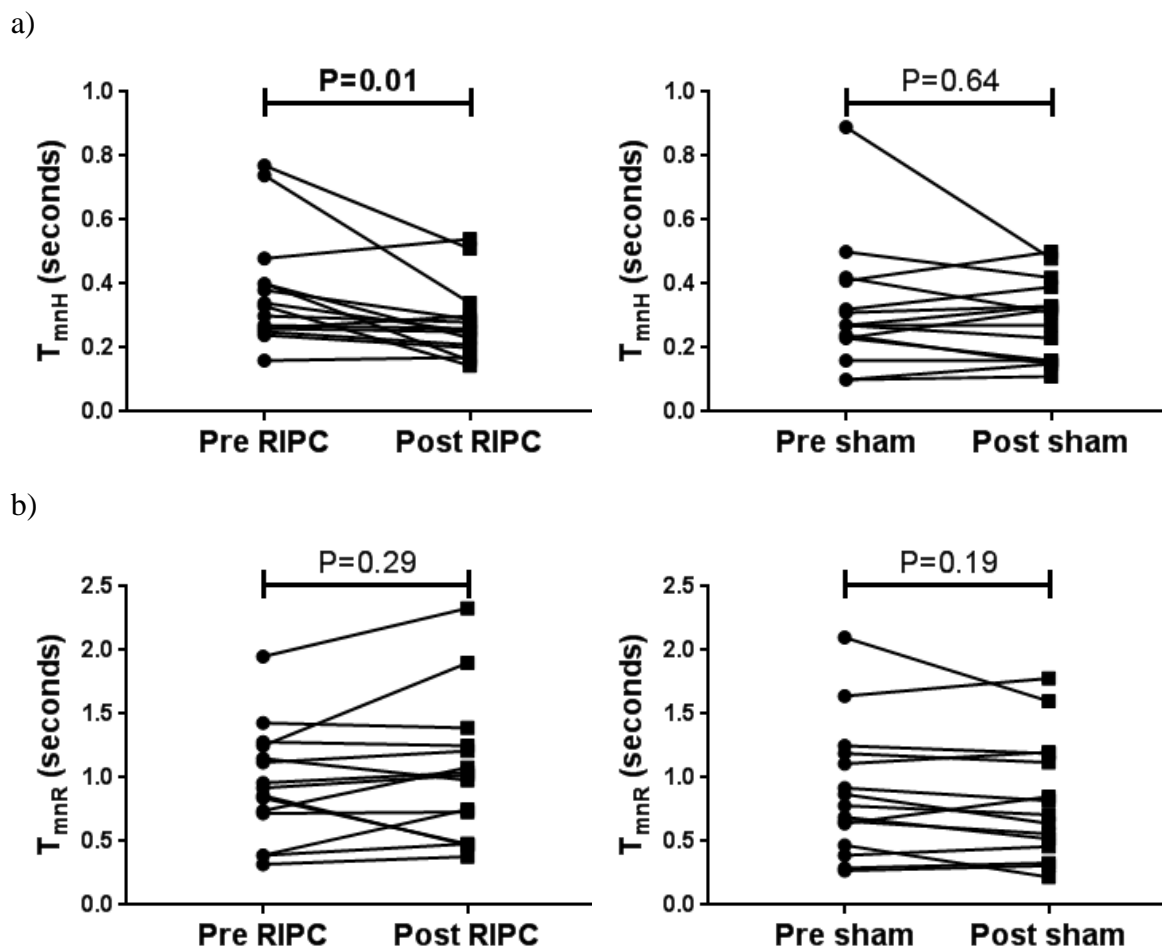 a)
P=0.01
1.0
0.8
0.6
0.4
0.2
0.0
TmnH (seconds)
Pre RIPC Post RIPC
P=0.64
1.0
0.8
0.6
0.4
0.2
0.0
TmnH (seconds)
Pre sham Post sham
b)
P=0.29
2.5
2.0
1.5
1.0
0.5
0.0
TmnR (seconds)
Pre RIPC Post RIPC
P=0.19
2.5
2.0
1.5
1.0
0.5
0.0
TmnR (seconds)
Pre sham Post sham